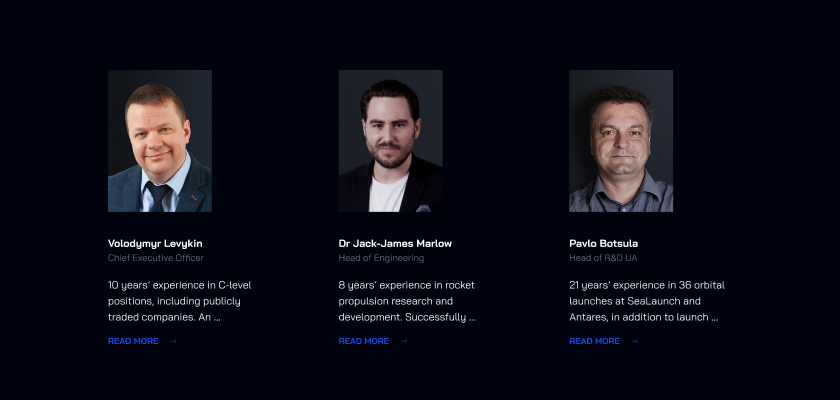 Volodymyr Levykin
Chief Executive Officer
10 years' experience in C-level
positions, including publicly
traded companies. An ...
READ MORE →
Dr Jack-James Marlow
Head of Engineering
8 years' experience in rocket
propulsion research and
development. Successfully ...
READ MORE →
Pavlo Botsula
Head of R&D UA
21 years' experience in 36 orbital
launches at SeaLaunch and
Antares, in addition to launch ...
READ MORE →